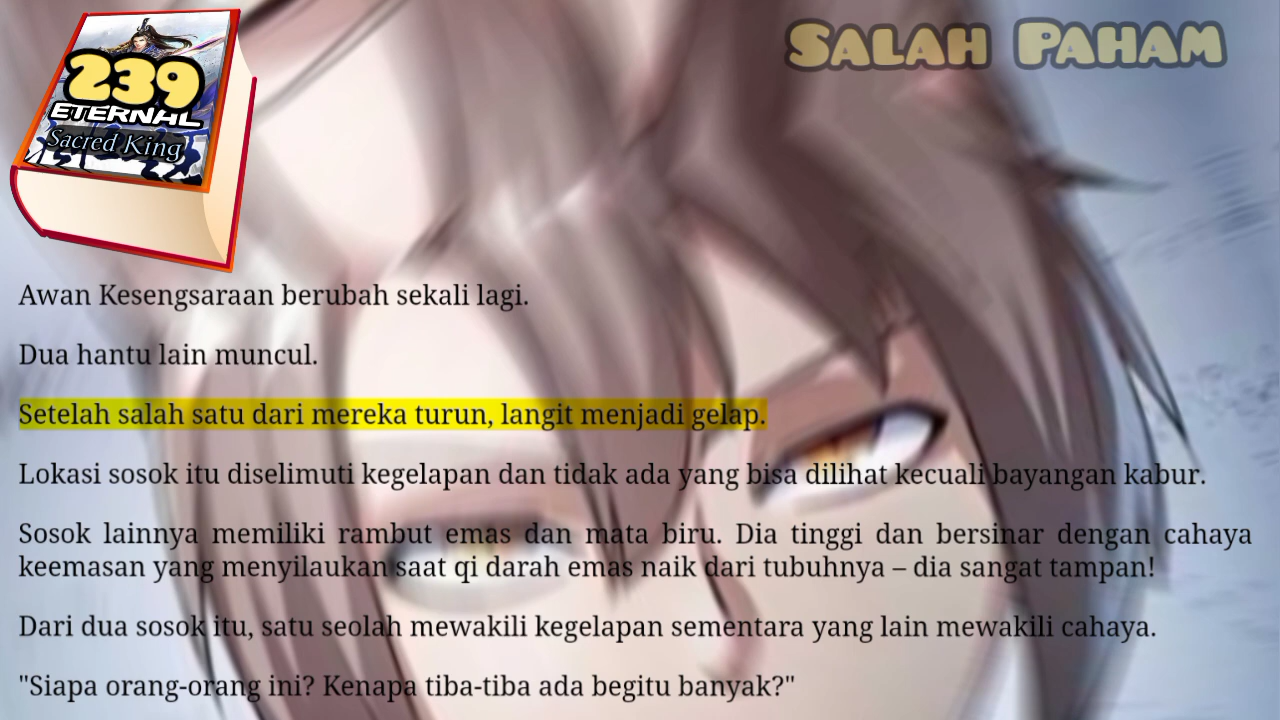 239
ETERNAL
Sacred King
SALAH PAHAM
Awan Kesengsaraan berubah sekali lagi.
Dua hantu lain muncul.
Setelah salah satu dari mereka turun, langit menjadi gelap.
Lokasi sosok itu diselimuti kegelapan dan tidak ada yang bisa dilihat kecuali bayangan kabur.
Sosok lainnya memiliki rambut emas dan mata biru. Dia tinggi dan bersinar dengan cahaya
keemasan yang menyilaukan saat qi darah emas naik dari tubuhnya – dia sangat tampan!
Dari dua sosok itu, satu seolah mewakili kegelapan sementara yang lain mewakili cahaya.
"Siapa orang-orang ini? Kenapa tiba-tiba ada begitu banyak?"